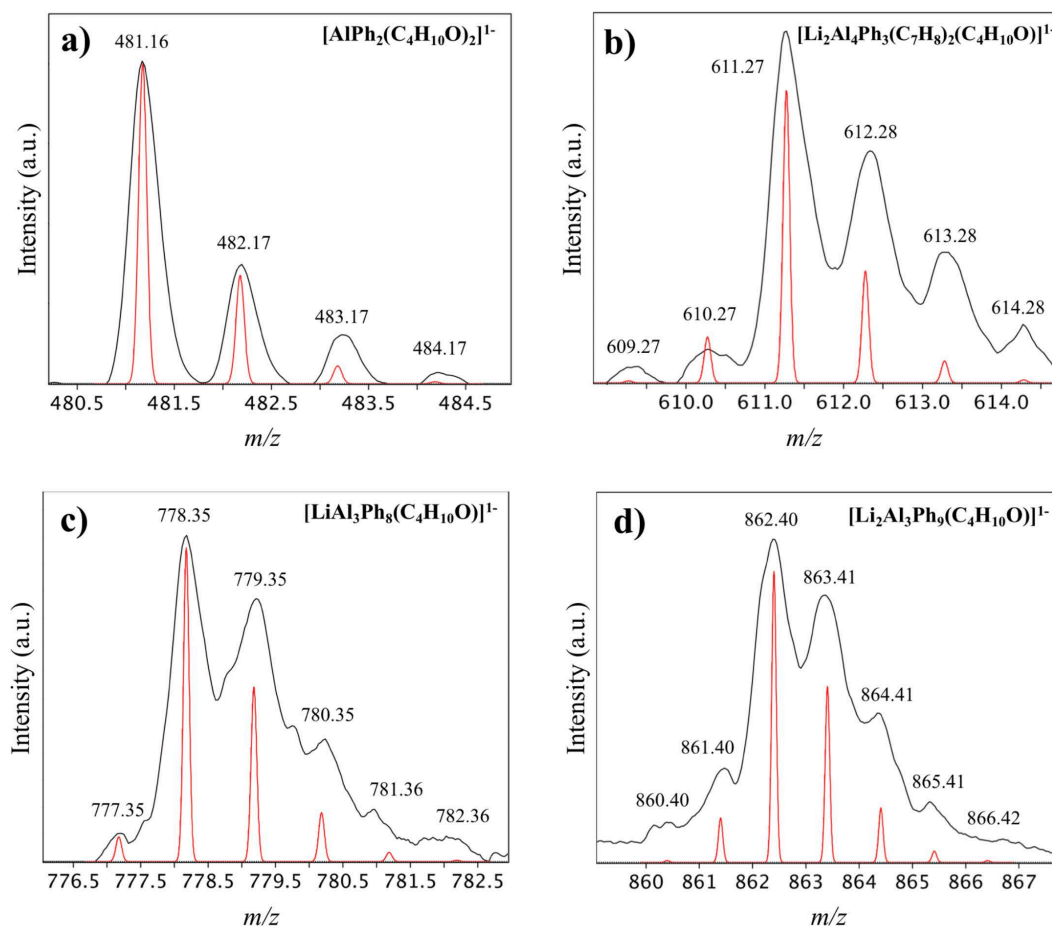 a)
[AlPh₂(C₄H₁₀O)₂]¹⁻
481.16
482.17
483.17
484.17
Intensity (a.u.)
480.5 481.5 482.5 483.5 484.5
m/z
b)
[Li₂Al₄Ph₃(C₇H₈)₂(C₄H₁₀O)]¹⁻
611.27
612.28
613.28
614.28
610.27
609.27
Intensity (a.u.)
610.0 611.0 612.0 613.0 614.0
m/z
c)
[LiAl₃Ph₈(C₄H₁₀O)]¹⁻
778.35
779.35
780.35
781.36
782.36
777.35
Intensity (a.u.)
776.5 777.5 778.5 779.5 780.5 781.5 782.5
m/z
d)
[Li₂Al₃Ph₉(C₄H₁₀O)]¹⁻
862.40
863.41
864.41
861.40
865.41
860.40
866.42
Intensity (a.u.)
860 861 862 863 864 865 866 867
m/z